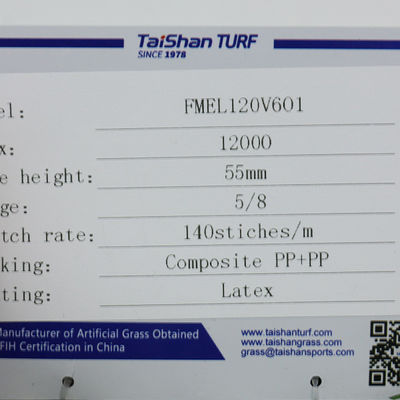 TaiShan TURF
SINCE 1978
el: FMEL120V601
x: 12000
e height: 55mm
ge: 5/8
tch rate: 140stiches/m
king: Composite PP+PP
ting: Latex
Manufacturer of Artificial Grass Obtained
FIH Certification in China
www.taishanturf.com
www.taishangrass.com
grass@taishansports.com